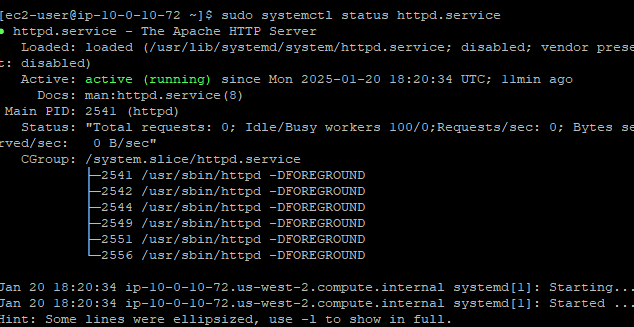 [ec2-user@ip-10-0-10-72 ~]$ sudo systemctl status httpd.service
● httpd.service - The Apache HTTP Server
   Loaded: loaded (/usr/lib/systemd/system/httpd.service; disabled; vendor prese
t: disabled)
   Active: active (running) since Mon 2025-01-20 18:20:34 UTC; 11min ago
     Docs: man:httpd.service(8)
 Main PID: 2541 (httpd)
   Status: "Total requests: 0; Idle/Busy workers 100/0;Requests/sec: 0; Bytes se
rved/sec:   0 B/sec"
   CGroup: /system.slice/httpd.service
           ├─2541 /usr/sbin/httpd -DFOREGROUND
           ├─2542 /usr/sbin/httpd -DFOREGROUND
           ├─2544 /usr/sbin/httpd -DFOREGROUND
           ├─2549 /usr/sbin/httpd -DFOREGROUND
           ├─2551 /usr/sbin/httpd -DFOREGROUND
           └─2556 /usr/sbin/httpd -DFOREGROUND

Jan 20 18:20:34 ip-10-0-10-72.us-west-2.compute.internal systemd[1]: Starting...
Jan 20 18:20:34 ip-10-0-10-72.us-west-2.compute.internal systemd[1]: Started ...
Hint: Some lines were ellipsized, use -l to show in full.